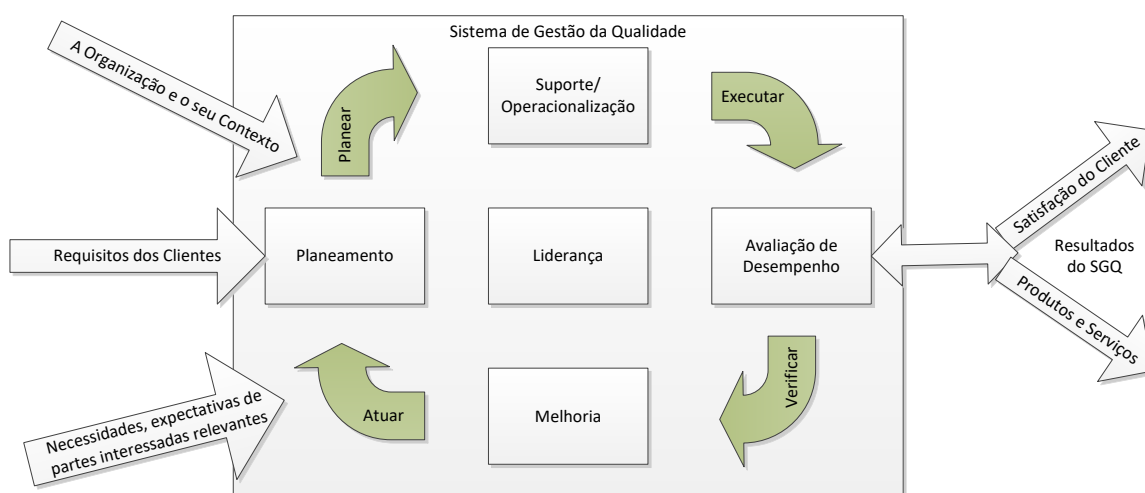 Sistema de Gestão da Qualidade
A Organização e o seu Contexto
Planear
Suporte/
Operacionalização
Executar
Requisitos dos Clientes
Planeamento
Liderança
Avaliação de
Desempenho
Satisfação do Cliente
Resultados
do SGQ
Produtos e Serviços
Necessidades, expectativas de
partes interessadas relevantes
Atuar
Melhoria
Verificar